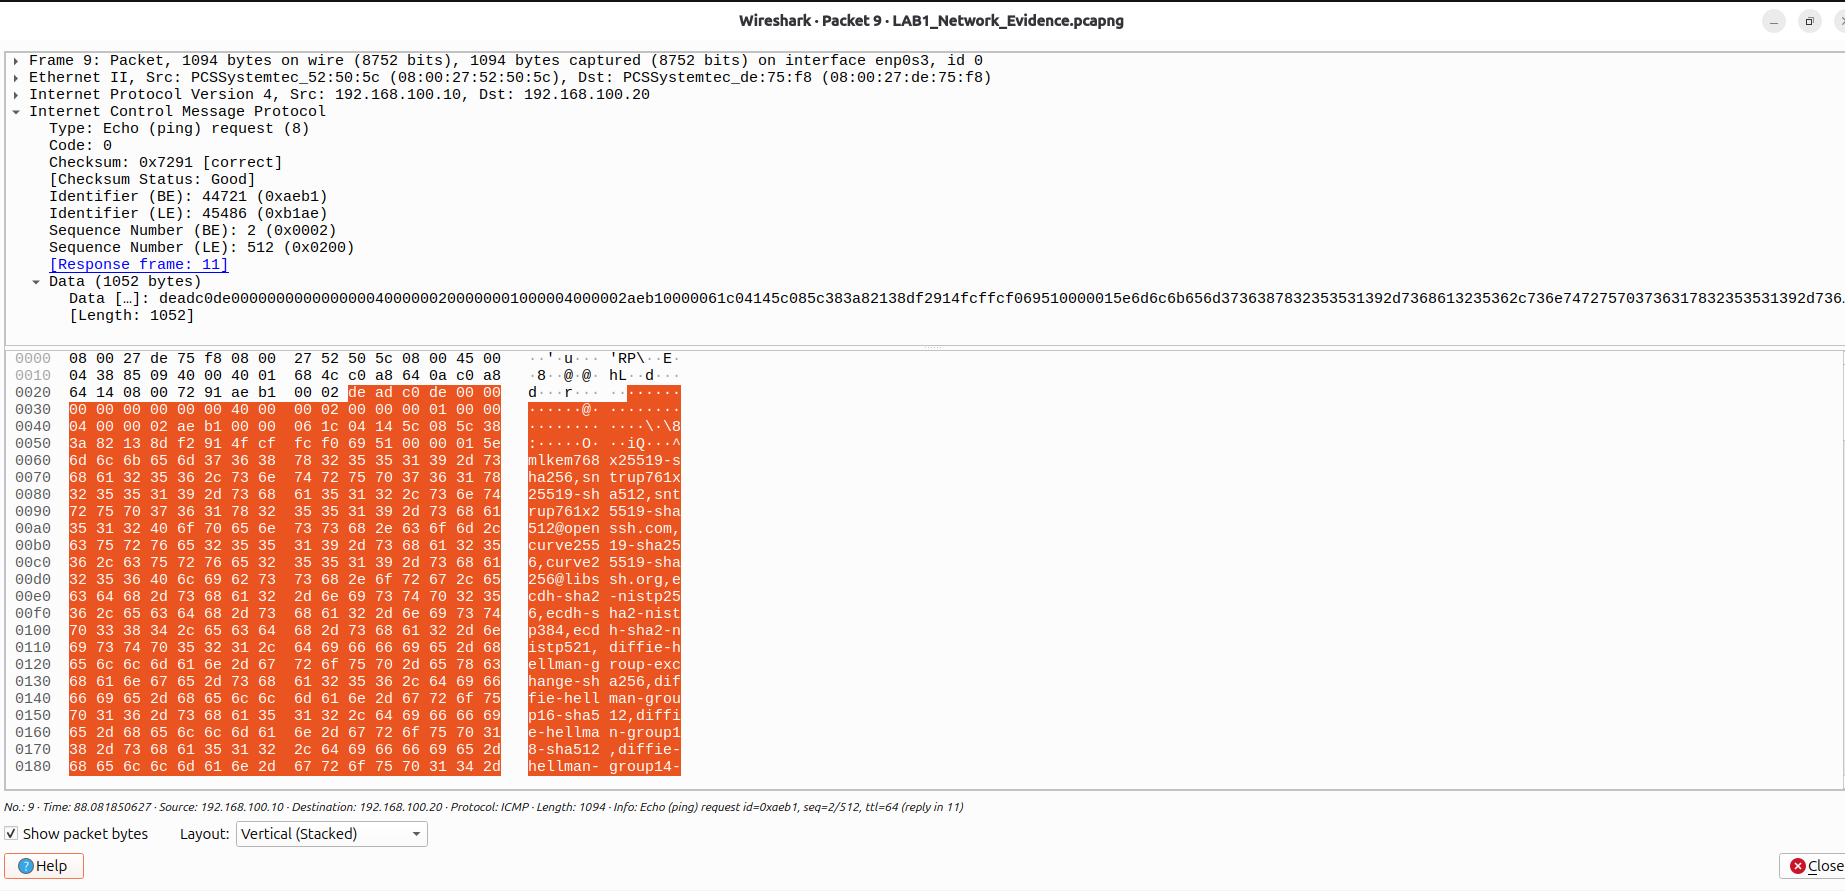 Wireshark · Packet 9 · LAB1_Network_Evidence.pcapng
Frame 9: Packet, 1094 bytes on wire (8752 bits), 1094 bytes captured (8752 bits) on interface enp0s3, id 0
Ethernet II, Src: PCSSystemtec_52:50:5c (08:00:27:52:50:5c), Dst: PCSSystemtec_de:75:f8 (08:00:27:de:75:f8)
Internet Protocol Version 4, Src: 192.168.100.10, Dst: 192.168.100.20
Internet Control Message Protocol
Type: Echo (ping) request (8)
Code: 0
Checksum: 0x7291 [correct]
[Checksum Status: Good]
Identifier (BE): 44721 (0xaeb1)
Identifier (LE): 45486 (0xb1ae)
Sequence Number (BE): 2 (0x0002)
Sequence Number (LE): 512 (0x0200)
[Response frame: 11]
Data (1052 bytes)
Data […]: deadc0de00000000000000004000000200000001000004000002aeb10000061c04145c085c383a82138df2914fcffcf069510000015e6d6c6b656d3736387832353531392d7368613235362c736e747275703736317832353531392d736…
[Length: 1052]
0000 08 00 27 de 75 f8 08 00 27 52 50 5c 08 00 45 00 ··'·u··· 'RP\··E·
0010 04 38 85 09 40 00 40 01 68 4c c0 a8 64 0a c0 a8 ·8··@·@· hL··d···
0020 64 14 08 00 72 91 ae b1 00 02 de ad c0 de 00 00 d···r··· ········
0030 00 00 00 00 00 00 40 00 00 02 00 00 00 01 00 00 ······@· ········
0040 04 00 00 02 ae b1 00 00 06 1c 04 14 5c 08 5c 38 ········ ····\·\8
0050 3a 82 13 8d f2 91 4f cf fc f0 69 51 00 00 01 5e :·····O· ··iQ···^
0060 6d 6c 6b 65 6d 37 36 38 78 32 35 35 31 39 2d 73 mlkem768 x25519-s
0070 68 61 32 35 36 2c 73 6e 74 72 75 70 37 36 31 78 ha256,sn trup761x
0080 32 35 35 31 39 2d 73 68 61 35 31 32 2c 73 6e 74 25519-sh a512,snt
0090 72 75 70 37 36 31 78 32 35 35 31 39 2d 73 68 61 rup761x2 5519-sha
00a0 35 31 32 40 6f 70 65 6e 73 73 68 2e 63 6f 6d 2c 512@open ssh.com,
00b0 63 75 72 76 65 32 35 35 31 39 2d 73 68 61 32 35 curve255 19-sha25
00c0 36 2c 63 75 72 76 65 32 35 35 31 39 2d 73 68 61 6,curve2 5519-sha
00d0 32 35 36 40 6c 69 62 73 73 68 2e 6f 72 67 2c 65 256@libs sh.org,e
00e0 63 64 68 2d 73 68 61 32 2d 6e 69 73 74 70 32 35 cdh-sha2 -nistp25
00f0 36 2c 65 63 64 68 2d 73 68 61 32 2d 6e 69 73 74 6,ecdh-s ha2-nist
0100 70 33 38 34 2c 65 63 64 68 2d 73 68 61 32 2d 6e p384,ecd h-sha2-n
0110 69 73 74 70 35 32 31 2c 64 69 66 66 69 65 2d 68 istp521, diffie-h
0120 65 6c 6c 6d 61 6e 2d 67 72 6f 75 70 2d 65 78 63 ellman-g roup-exc
0130 68 61 6e 67 65 2d 73 68 61 32 35 36 2c 64 69 66 hange-sh a256,dif
0140 66 69 65 2d 68 65 6c 6c 6d 61 6e 2d 67 72 6f 75 fie-hell man-grou
0150 70 31 36 2d 73 68 61 35 31 32 2c 64 69 66 66 69 p16-sha5 12,diffi
0160 65 2d 68 65 6c 6c 6d 61 6e 2d 67 72 6f 75 70 31 e-hellma n-group1
0170 38 2d 73 68 61 35 31 32 2c 64 69 66 66 69 65 2d 8-sha512 ,diffie-
0180 68 65 6c 6c 6d 61 6e 2d 67 72 6f 75 70 31 34 2d hellman- group14-
No.: 9 · Time: 88.081850627 · Source: 192.168.100.10 · Destination: 192.168.100.20 · Protocol: ICMP · Length: 1094 · Info: Echo (ping) request id=0xaeb1, seq=2/512, ttl=64 (reply in 11)
Show packet bytes Layout: Vertical (Stacked)
Help
Close